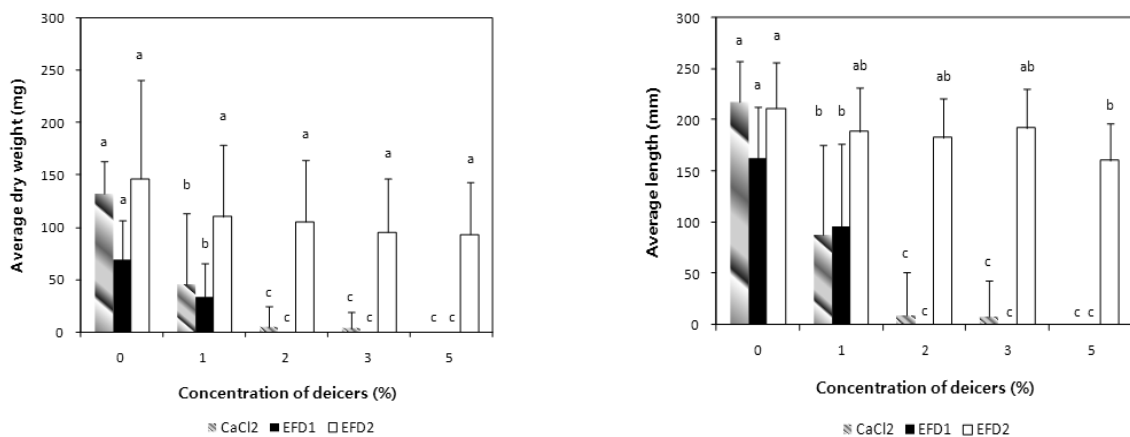 300
250
200
150
100
50
0
Average dry weight (mg)
a
a
a
b
b
a
c
c
a
c
c
a
c
c
a
0
1
2
3
5
Concentration of deicers (%)
CaCl2 EFD1 EFD2
300
250
200
150
100
50
0
Average length (mm)
a
a
a
b
b
ab
c
c
ab
c
c
ab
c
c
b
0
1
2
3
5
Concentration of deicers (%)
CaCl2 EFD1 EFD2